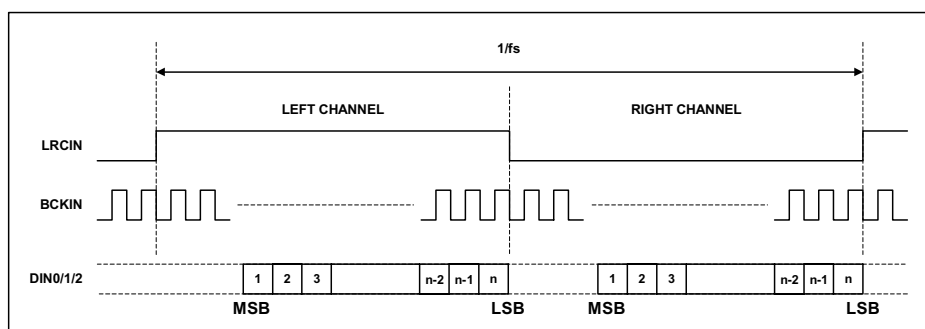 1/fs
LEFT CHANNEL RIGHT CHANNEL
LRCIN
BCKIN
DIN0/1/2 1 2 3 n-2 n-1 n 1 2 3 n-2 n-1 n
MSB LSB MSB LSB